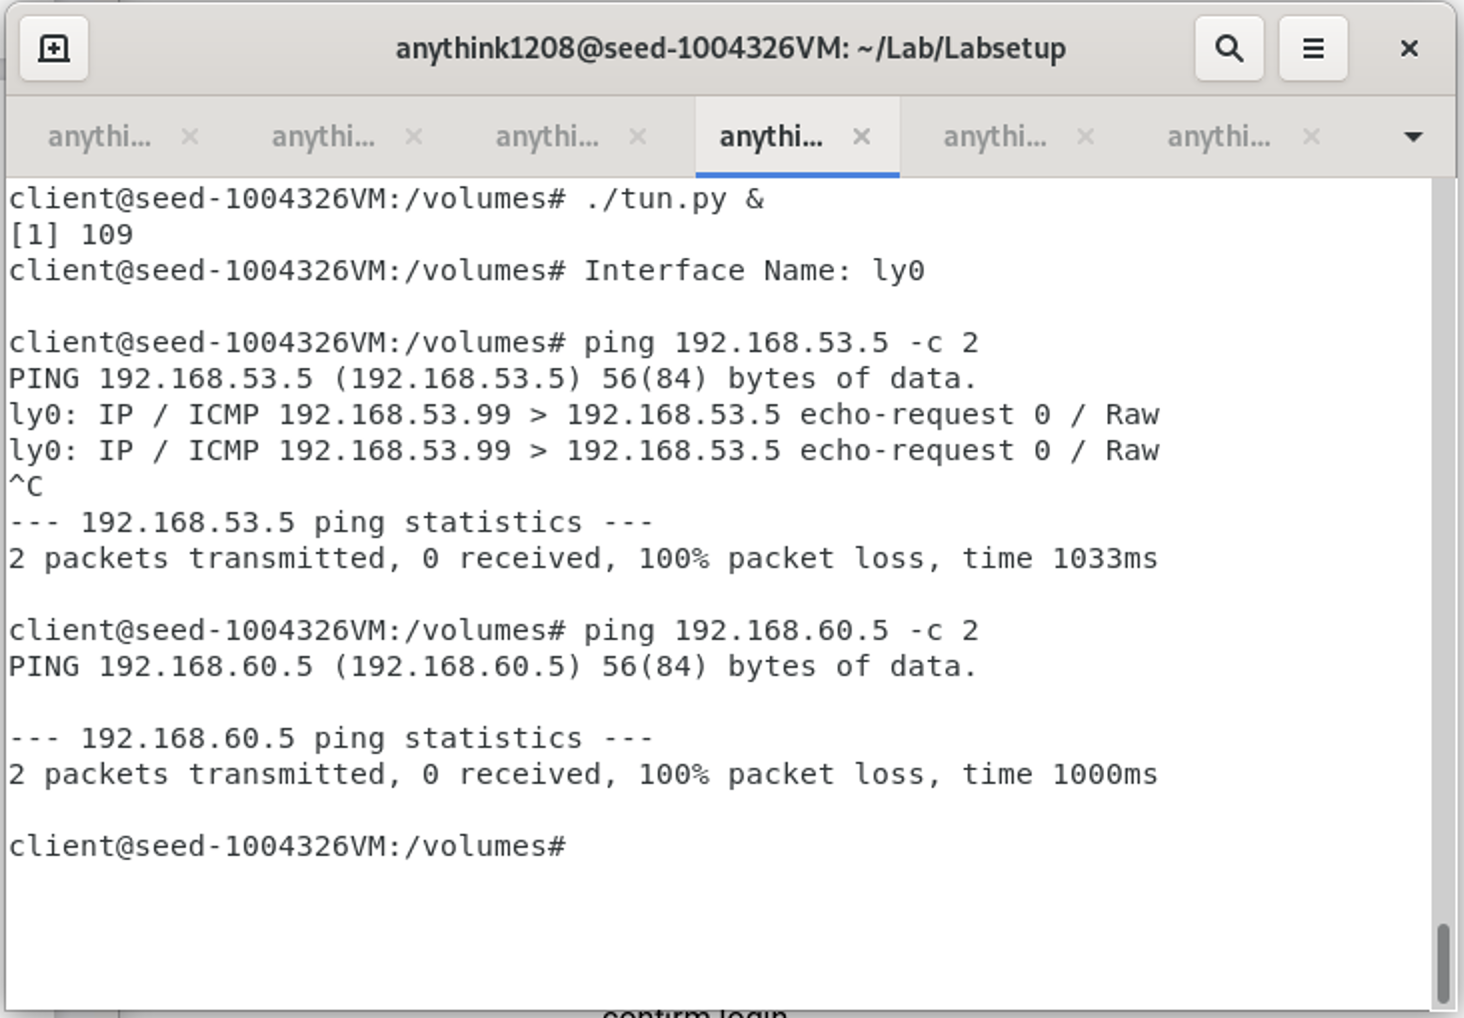 anythink1208@seed-1004326VM: ~/Lab/Labsetup
anythi... anythi... anythi... anythi... anythi... anythi...
client@seed-1004326VM:/volumes# ./tun.py &
[1] 109
client@seed-1004326VM:/volumes# Interface Name: ly0
client@seed-1004326VM:/volumes# ping 192.168.53.5 -c 2
PING 192.168.53.5 (192.168.53.5) 56(84) bytes of data.
ly0: IP / ICMP 192.168.53.99 > 192.168.53.5 echo-request 0 / Raw
ly0: IP / ICMP 192.168.53.99 > 192.168.53.5 echo-request 0 / Raw
^C
--- 192.168.53.5 ping statistics ---
2 packets transmitted, 0 received, 100% packet loss, time 1033ms
client@seed-1004326VM:/volumes# ping 192.168.60.5 -c 2
PING 192.168.60.5 (192.168.60.5) 56(84) bytes of data.
--- 192.168.60.5 ping statistics ---
2 packets transmitted, 0 received, 100% packet loss, time 1000ms
client@seed-1004326VM:/volumes#
confirm login